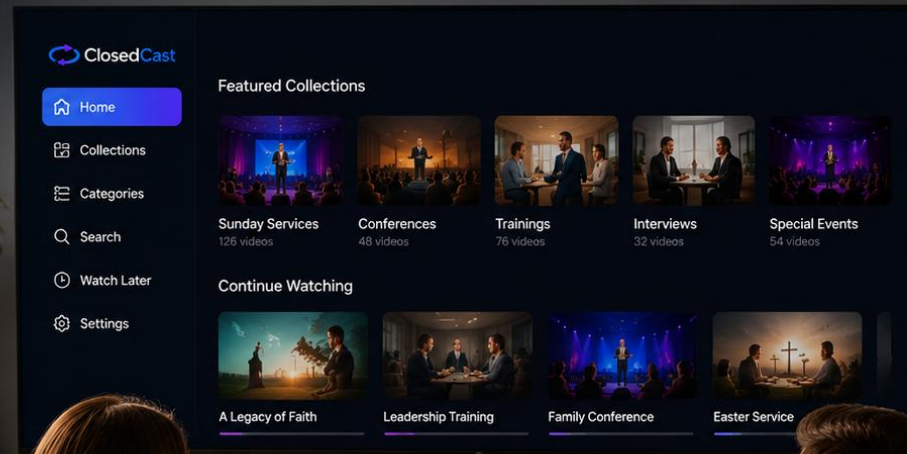 ClosedCast
Home
Collections
Categories
Search
Watch Later
Settings
Featured Collections
Sunday Services
126 videos
Conferences
48 videos
Trainings
76 videos
Interviews
32 videos
Special Events
54 videos
Continue Watching
A Legacy of Faith
Leadership Training
Family Conference
Easter Service